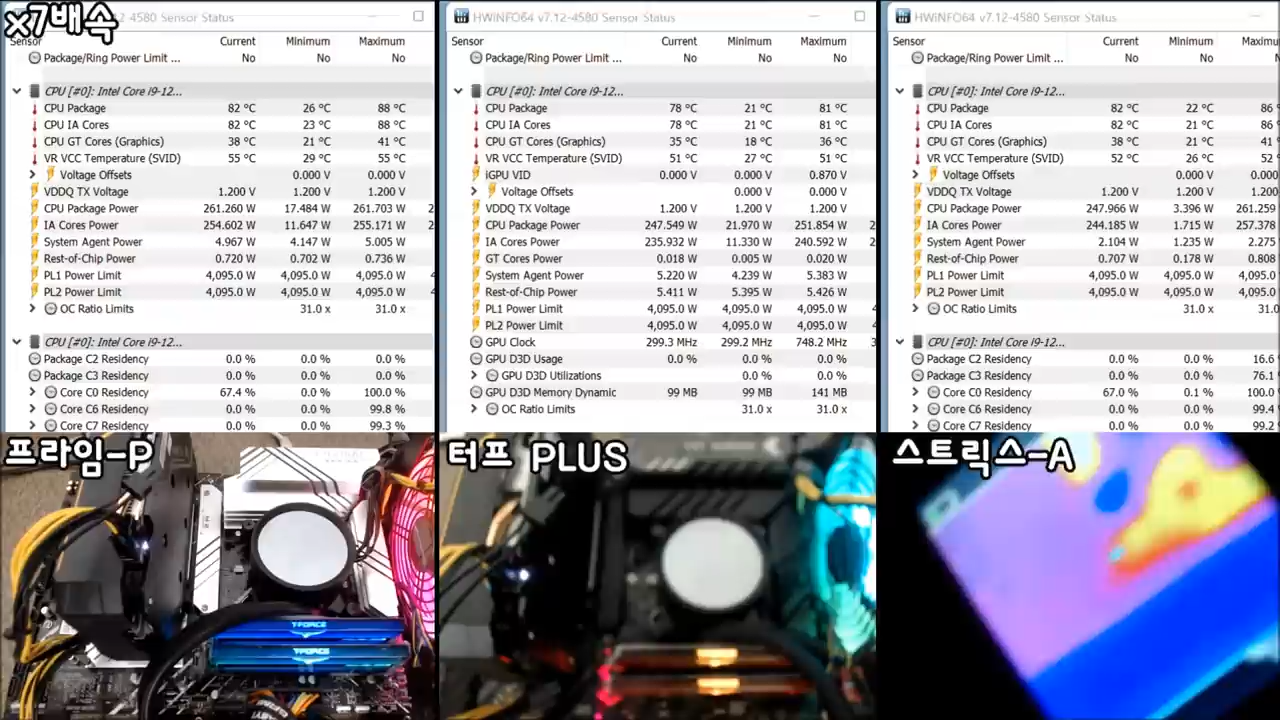 x7배속
-4580 Sensor Status
Sensor Current Minimum Maximum
Package/Ring Power Limit ... No No No
CPU [#0]: Intel Core i9-12...
CPU Package 82 °C 26 °C 88 °C
CPU IA Cores 82 °C 23 °C 88 °C
CPU GT Cores (Graphics) 38 °C 21 °C 41 °C
VR VCC Temperature (SVID) 55 °C 29 °C 55 °C
Voltage Offsets 0.000 V 0.000 V
VDDQ TX Voltage 1.200 V 1.200 V 1.200 V
CPU Package Power 261.260 W 17.484 W 261.703 W 2
IA Cores Power 254.602 W 11.647 W 255.171 W 2
System Agent Power 4.967 W 4.147 W 5.005 W
Rest-of-Chip Power 0.720 W 0.702 W 0.736 W
PL1 Power Limit 4,095.0 W 4,095.0 W 4,095.0 W 4
PL2 Power Limit 4,095.0 W 4,095.0 W 4,095.0 W 4
OC Ratio Limits 31.0 x 31.0 x
CPU [#0]: Intel Core i9-12...
Package C2 Residency 0.0 % 0.0 % 0.0 %
Package C3 Residency 0.0 % 0.0 % 0.0 %
Core C0 Residency 67.4 % 0.0 % 100.0 %
Core C6 Residency 0.0 % 0.0 % 99.8 %
Core C7 Residency 0.0 % 0.0 % 99.3 %
HWiNFO64 v7.12-4580 Sensor Status
Sensor Current Minimum Maximum
Package/Ring Power Limit ... No No No
CPU [#0]: Intel Core i9-12...
CPU Package 78 °C 21 °C 81 °C
CPU IA Cores 78 °C 21 °C 81 °C
CPU GT Cores (Graphics) 35 °C 18 °C 36 °C
VR VCC Temperature (SVID) 51 °C 27 °C 51 °C
iGPU VID 0.000 V 0.000 V 0.870 V
Voltage Offsets 0.000 V 0.000 V
VDDQ TX Voltage 1.200 V 1.200 V 1.200 V
CPU Package Power 247.549 W 21.970 W 251.854 W 2
IA Cores Power 235.932 W 11.330 W 240.592 W 2
GT Cores Power 0.018 W 0.005 W 0.020 W
System Agent Power 5.220 W 4.239 W 5.383 W
Rest-of-Chip Power 5.411 W 5.395 W 5.426 W
PL1 Power Limit 4,095.0 W 4,095.0 W 4,095.0 W 4
PL2 Power Limit 4,095.0 W 4,095.0 W 4,095.0 W 4
GPU Clock 299.3 MHz 299.2 MHz 748.2 MHz 3
GPU D3D Usage 0.0 % 0.0 % 0.0 %
GPU D3D Utilizations 0.0 % 0.0 %
GPU D3D Memory Dynamic 99 MB 99 MB 141 MB
OC Ratio Limits 31.0 x 31.0 x
HWiNFO64 v7.12-4580 Sensor Status
Sensor Current Minimum Maximu
Package/Ring Power Limit ... No No No
CPU [#0]: Intel Core i9-12...
CPU Package 82 °C 22 °C 86
CPU IA Cores 82 °C 21 °C 86
CPU GT Cores (Graphics) 38 °C 21 °C 41
VR VCC Temperature (SVID) 52 °C 26 °C 52
Voltage Offsets 0.000 V 0.000
VDDQ TX Voltage 1.200 V 1.200 V 1.200
CPU Package Power 247.966 W 3.396 W 261.259
IA Cores Power 244.185 W 1.715 W 257.378
System Agent Power 2.104 W 1.235 W 2.275
Rest-of-Chip Power 0.707 W 0.178 W 0.808
PL1 Power Limit 4,095.0 W 4,095.0 W 4,095.0
PL2 Power Limit 4,095.0 W 4,095.0 W 4,095.0
OC Ratio Limits 31.0 x 31.0
CPU [#0]: Intel Core i9-12...
Package C2 Residency 0.0 % 0.0 % 16.6
Package C3 Residency 0.0 % 0.0 % 76.1
Core C0 Residency 67.0 % 0.1 % 100.0
Core C6 Residency 0.0 % 0.0 % 99.4
Core C7 Residency 0.0 % 0.0 % 99.2
프라임-P
T-FORCE
T-FORCE
터프 PLUS
스트릭스-A